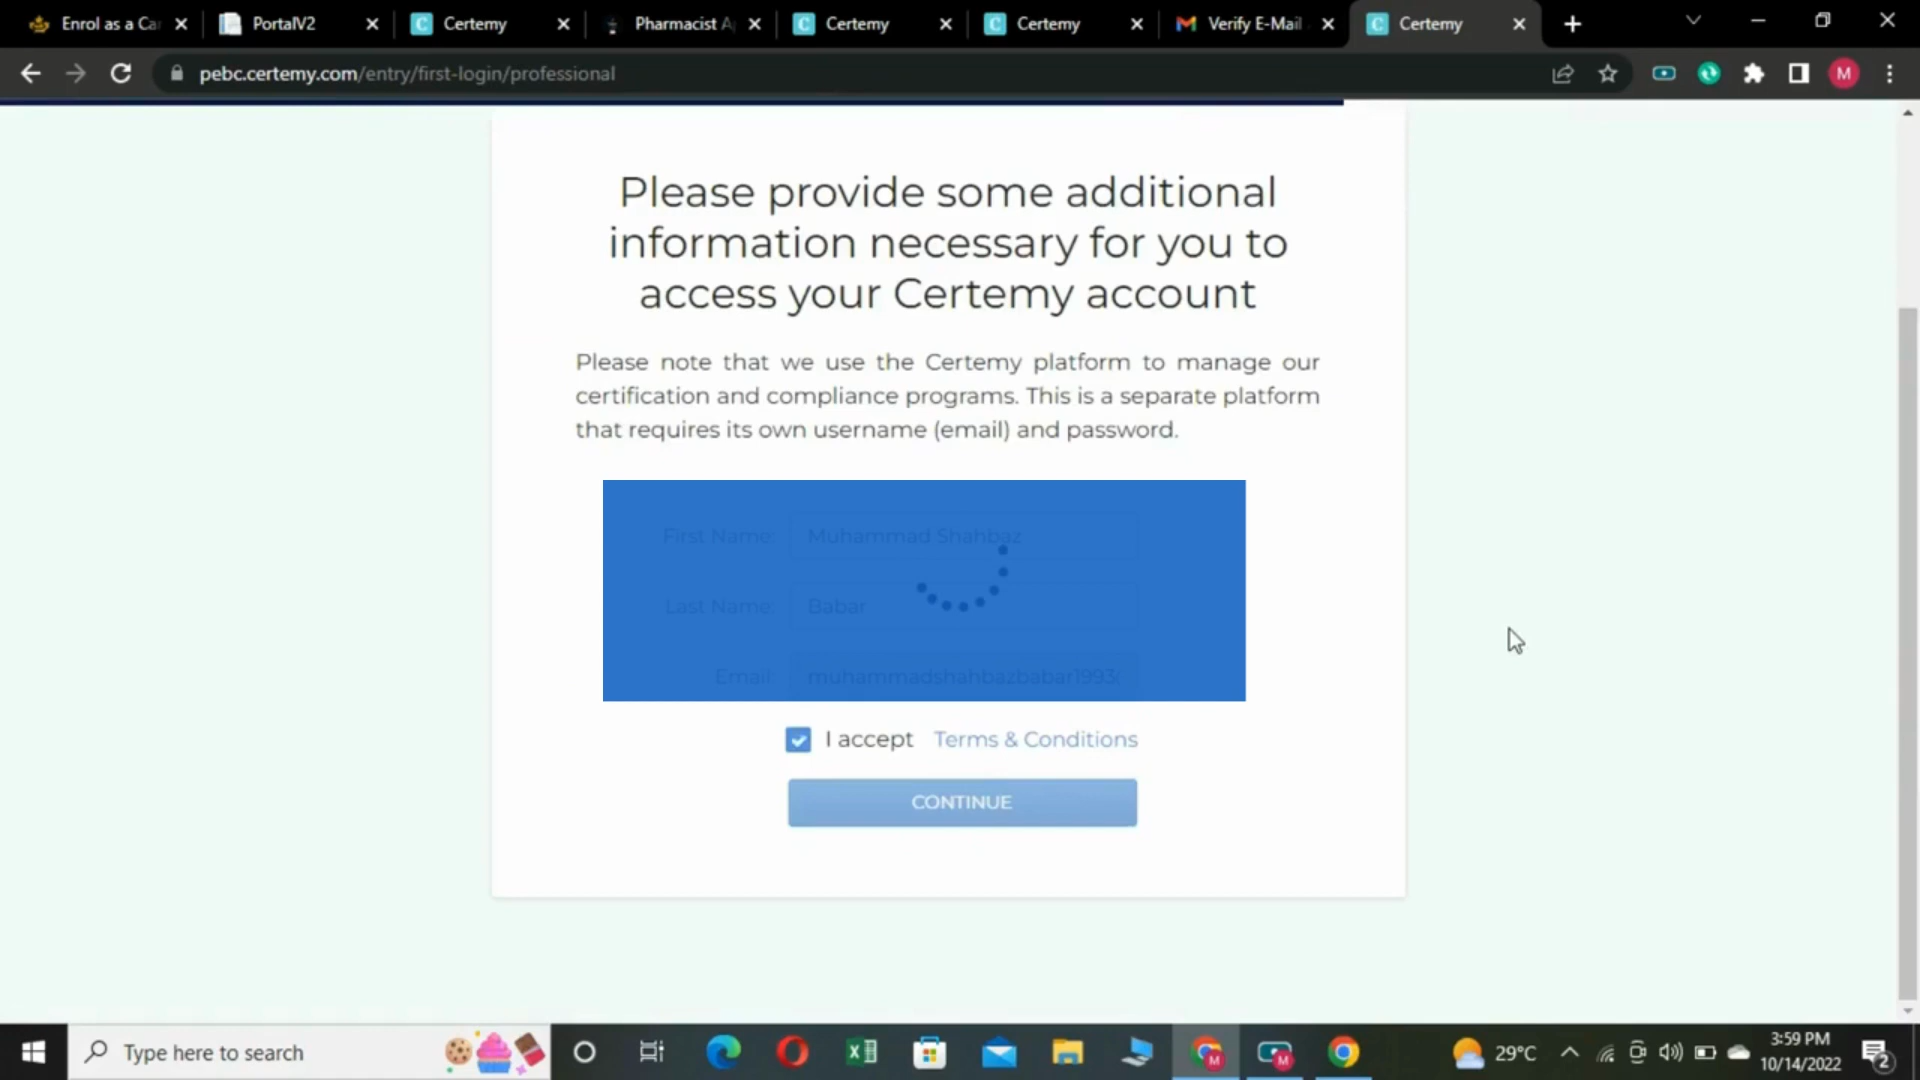 Enrol as a Ca
PortalV2
Certemy
Pharmacist A
Certemy
Certemy
Verify E-Mail
Certemy
pebc.certemy.com/entry/first-login/professional
M
Please provide some additional
information necessary for you to
access your Certemy account
Please note that we use the Certemy platform to manage our
certification and compliance programs. This is a separate platform
that requires its own username (email) and password.
First Name: Muhammad Shahbaz
Last Name: Babar
Email: muhammadshahbazbabar1993
I accept Terms & Conditions
CONTINUE
Type here to search
29°C
3:59 PM
10/14/2022
2